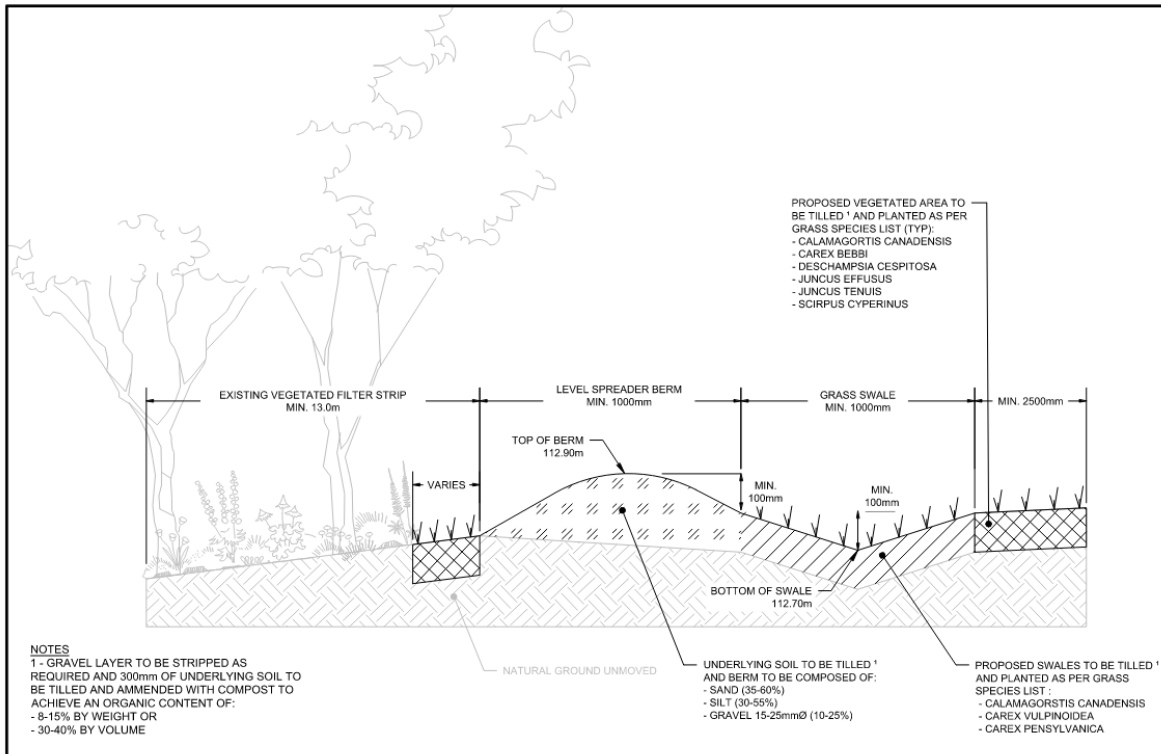 PROPOSED VEGETATED AREA TO
BE TILLED ¹ AND PLANTED AS PER
GRASS SPECIES LIST (TYP):
- CALAMAGORTIS CANADENSIS
- CAREX BEBBI
- DESCHAMPSIA CESPITOSA
- JUNCUS EFFUSUS
- JUNCUS TENUIS
- SCIRPUS CYPERINUS
EXISTING VEGETATED FILTER STRIP
MIN. 13.0m
LEVEL SPREADER BERM
MIN. 1000mm
GRASS SWALE
MIN. 1000mm
MIN. 2500mm
TOP OF BERM
112.90m
VARIES
MIN.
100mm
MIN.
100mm
BOTTOM OF SWALE
112.70m
NOTES
1 - GRAVEL LAYER TO BE STRIPPED AS
REQUIRED AND 300mm OF UNDERLYING SOIL TO
BE TILLED AND AMMENDED WITH COMPOST TO
ACHIEVE AN ORGANIC CONTENT OF:
- 8-15% BY WEIGHT OR
- 30-40% BY VOLUME
NATURAL GROUND UNMOVED
UNDERLYING SOIL TO BE TILLED ¹
AND BERM TO BE COMPOSED OF:
- SAND (35-60%)
- SILT (30-55%)
- GRAVEL 15-25mmØ (10-25%)
PROPOSED SWALES TO BE TILLED ¹
AND PLANTED AS PER GRASS
SPECIES LIST :
- CALAMAGORSTIS CANADENSIS
- CAREX VULPINOIDEA
- CAREX PENSYLVANICA